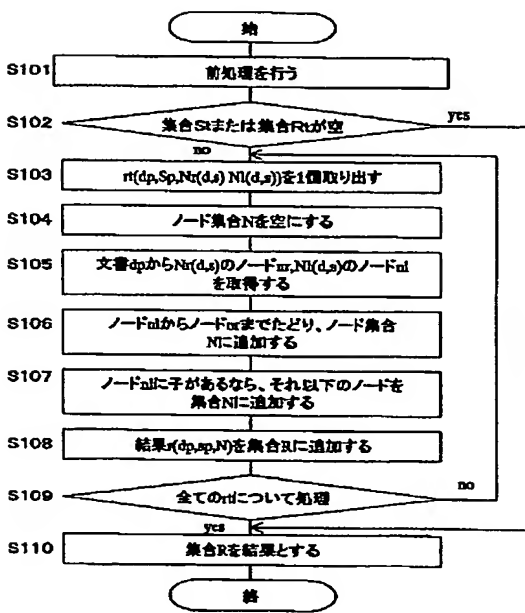 始
S101 前処理を行う
S102 集合Stまたは集合Rtが空
yes
no
S103 rt(dp,Sp,Nr(d,s) Nl(d,s))を1個取り出す
S104 ノード集合Nを空にする
S105 文書dpからNr(d,s)のノードnr,Nl(d,s)のノードnl
を取得する
S106 ノードnlからノードnrまでたどり、ノード集合
Nlに追加する
S107 ノードnlに子があるなら、それ以下のノードを
集合Nlに追加する
S108 結果r(dp,sp,N)を集合Rに追加する
S109 全てのrtについて処理
no
yes
S110 集合Rを結果とする
終